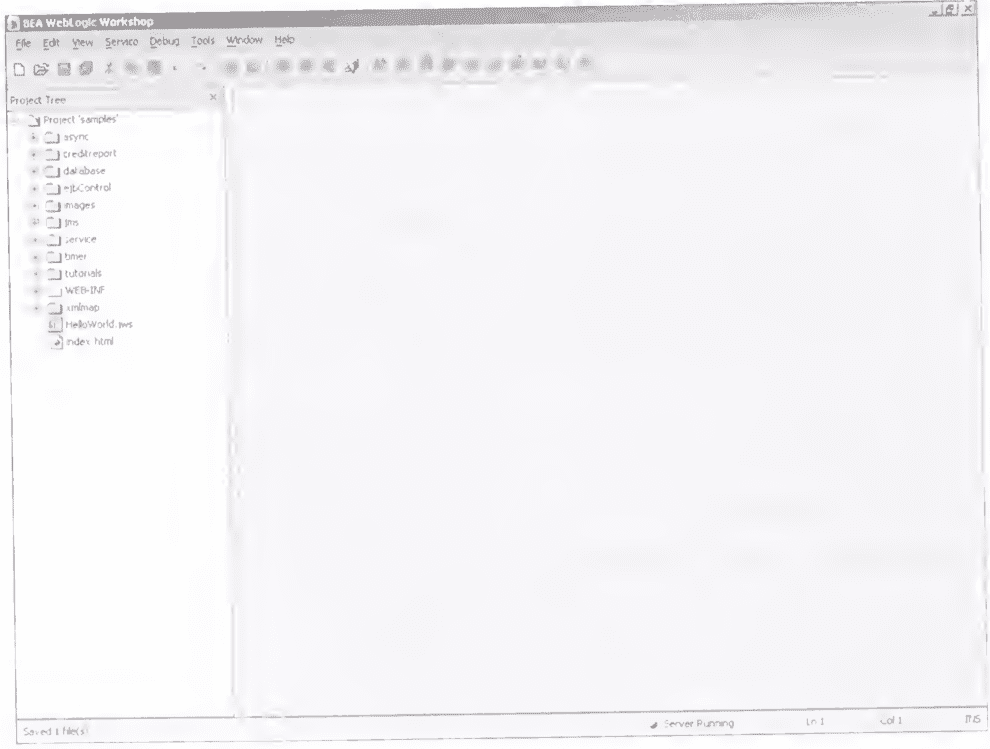 BEA WebLogic Workshop
File Edit View Service Debug Tools Window Help
Project Tree
Project 'samples'
async
creditreport
database
ejbControl
images
jms
service
timer
tutorials
WEB-INF
xmlmap
HelloWorld.jws
index.html
Saved 1 file(s)
Server Running
Ln 1
Col 1
INS